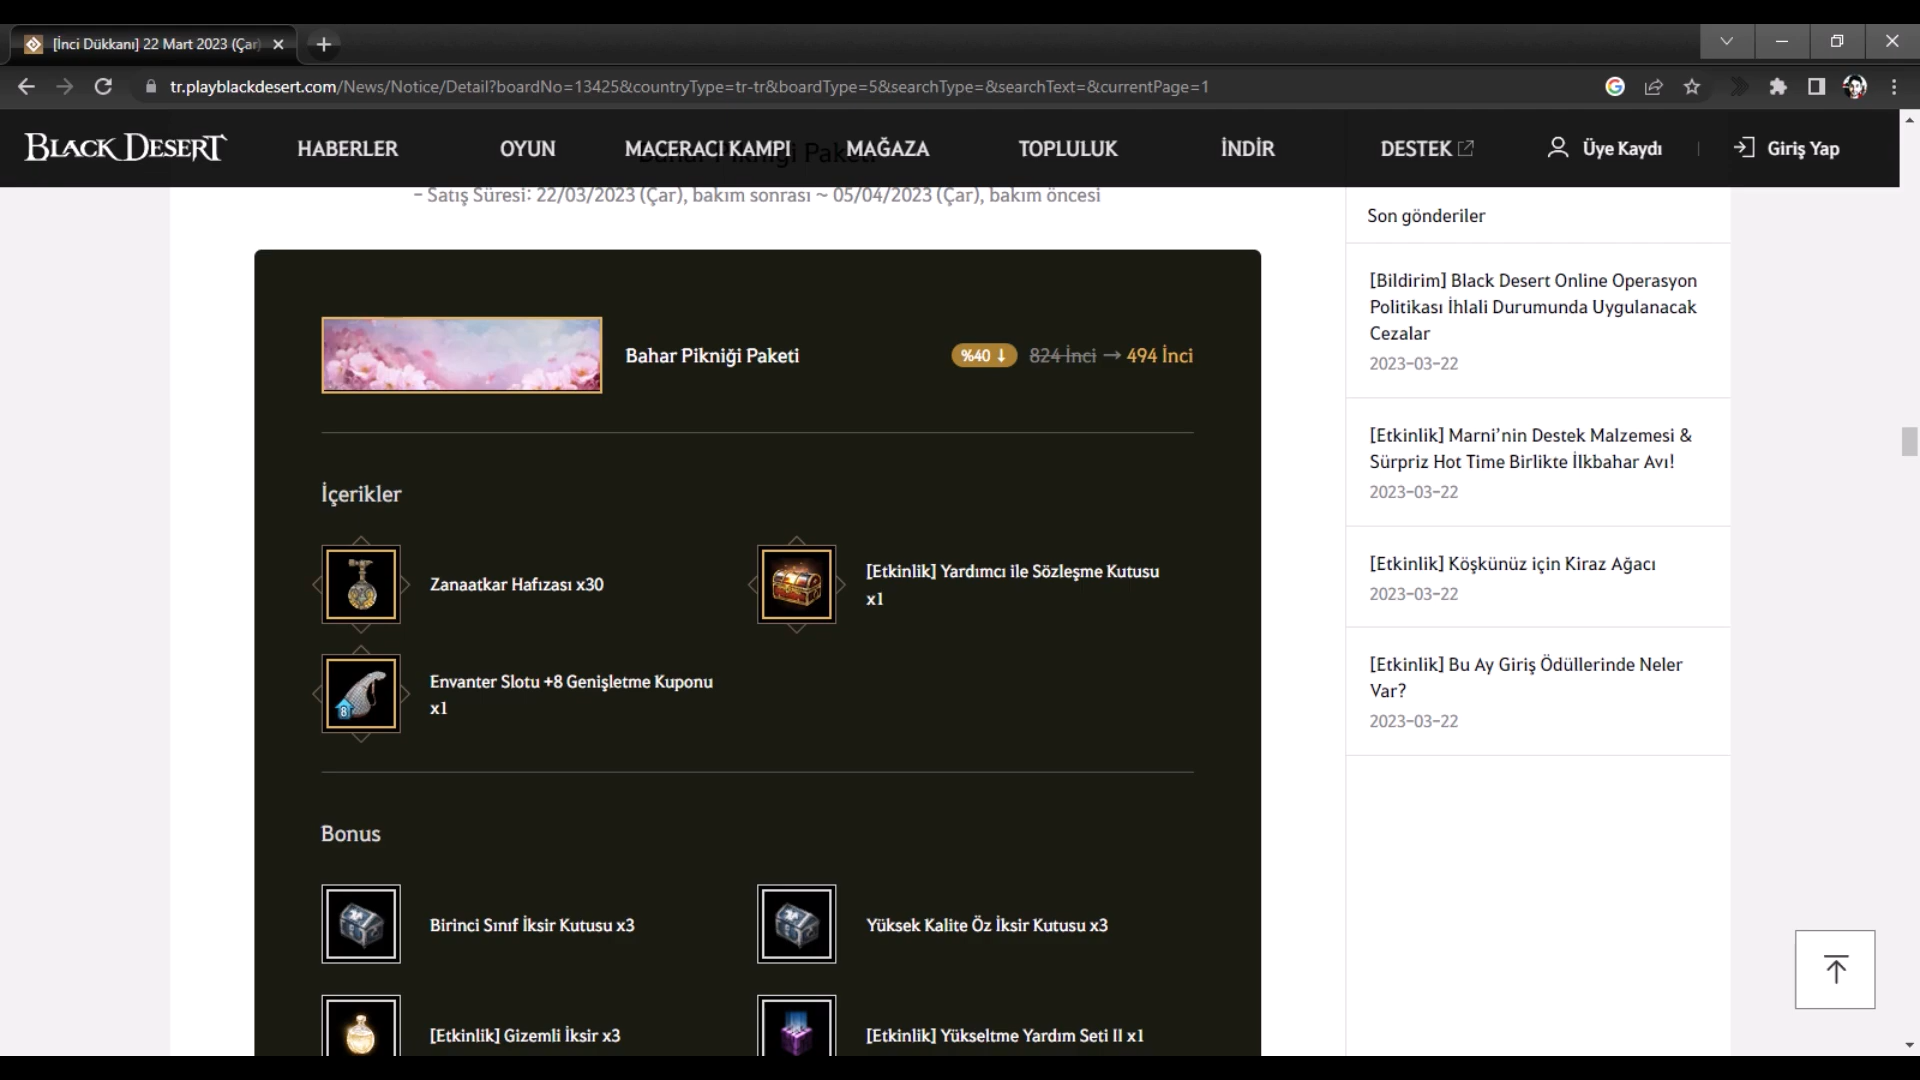 [İnci Dükkanı] 22 Mart 2023 (Çar)
tr.playblackdesert.com/News/Notice/Detail?boardNo=13425&countryType=tr-tr&boardType=5&searchType=&searchText=&currentPage=1
BLACK DESERT
HABERLER
OYUN
MACERACI KAMPI
MAĞAZA
TOPLULUK
İNDİR
DESTEK
Üye Kaydı
Giriş Yap
Bahar Pikniği Paketi
- Satış Süresi: 22/03/2023 (Çar), bakım sonrası ~ 05/04/2023 (Çar), bakım öncesi
Bahar Pikniği Paketi
%40 ↓ 824 İnci → 494 İnci
İçerikler
Zanaatkar Hafızası x30
[Etkinlik] Yardımcı ile Sözleşme Kutusu
x1
8
Envanter Slotu +8 Genişletme Kuponu
x1
Bonus
Birinci Sınıf İksir Kutusu x3
Yüksek Kalite Öz İksir Kutusu x3
[Etkinlik] Gizemli İksir x3
[Etkinlik] Yükseltme Yardım Seti II x1
Son gönderiler
[Bildirim] Black Desert Online Operasyon
Politikası İhlali Durumunda Uygulanacak
Cezalar
2023-03-22
[Etkinlik] Marni’nin Destek Malzemesi &
Sürpriz Hot Time Birlikte İlkbahar Avı!
2023-03-22
[Etkinlik] Köşkünüz için Kiraz Ağacı
2023-03-22
[Etkinlik] Bu Ay Giriş Ödüllerinde Neler
Var?
2023-03-22